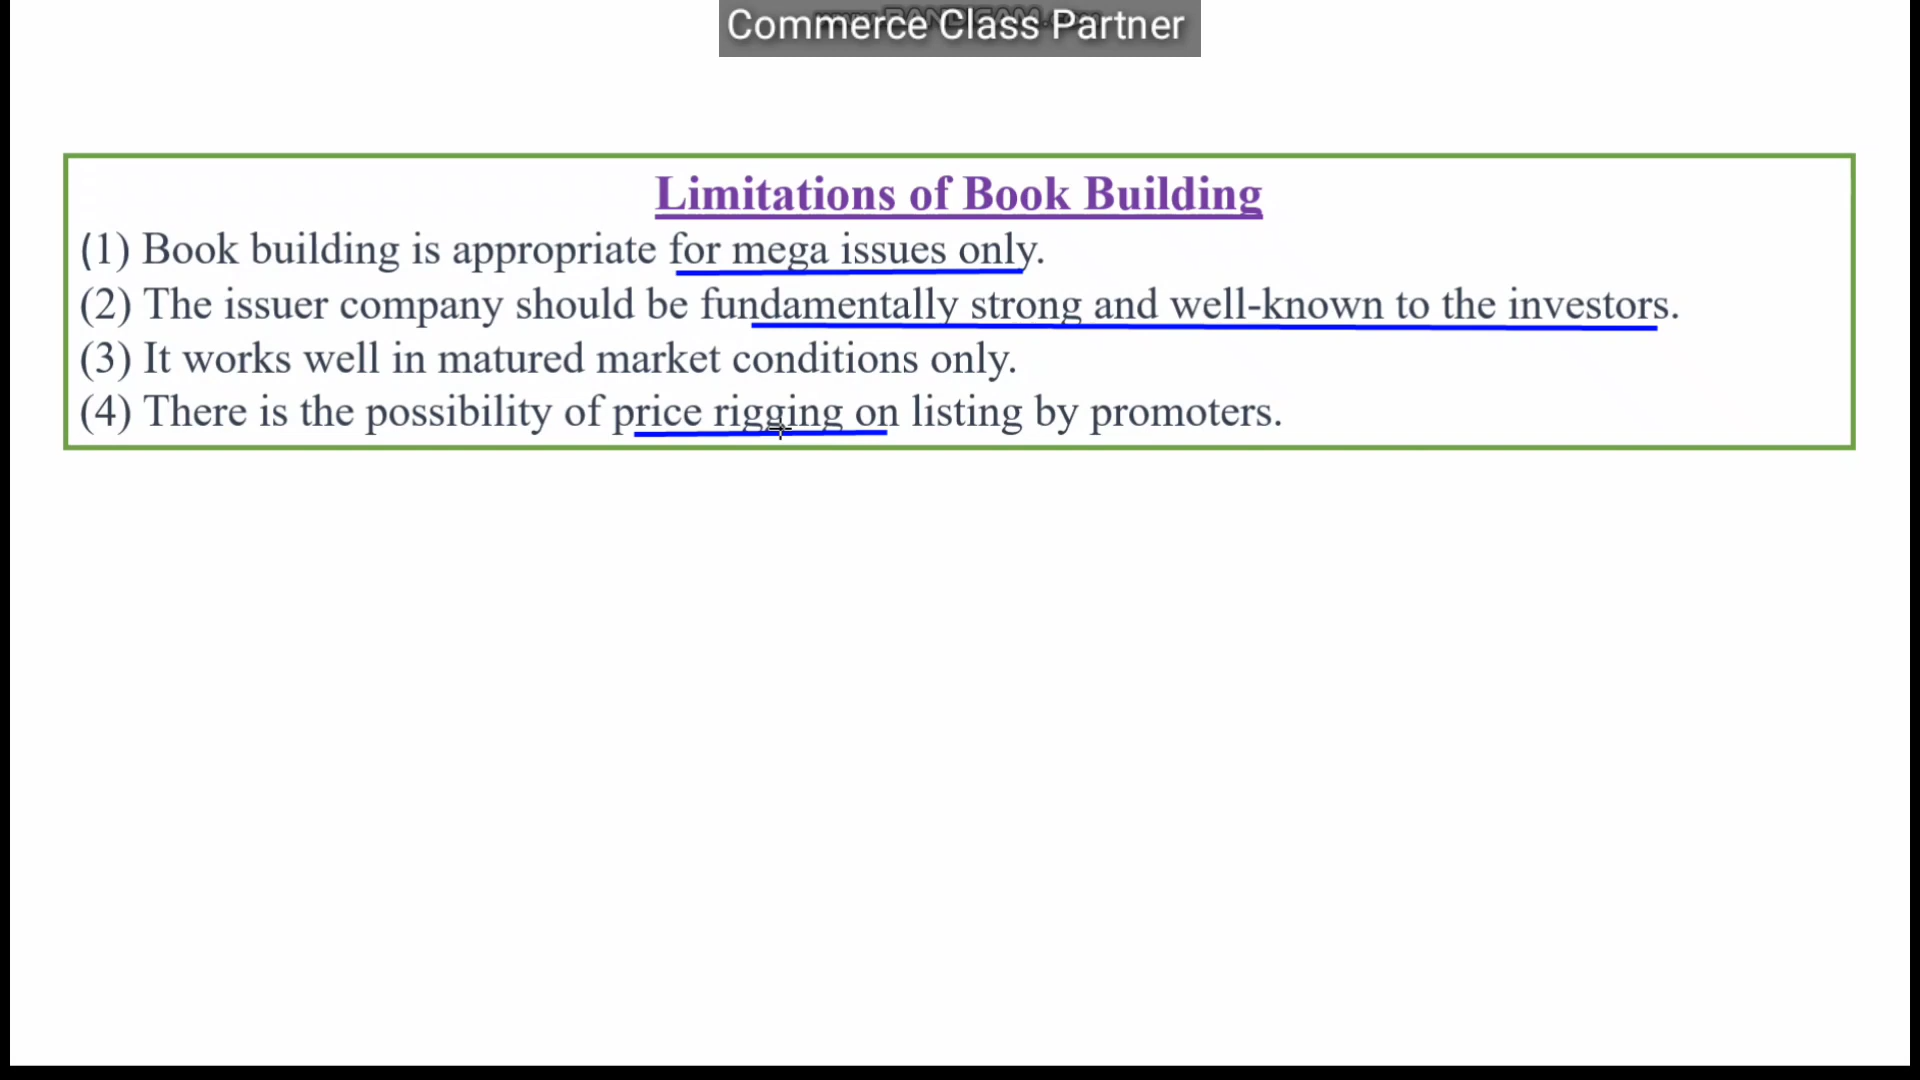 Commerce Class Partner
Limitations of Book Building
(1) Book building is appropriate for mega issues only.
(2) The issuer company should be fundamentally strong and well-known to the investors.
(3) It works well in matured market conditions only.
(4) There is the possibility of price rigging on listing by promoters.